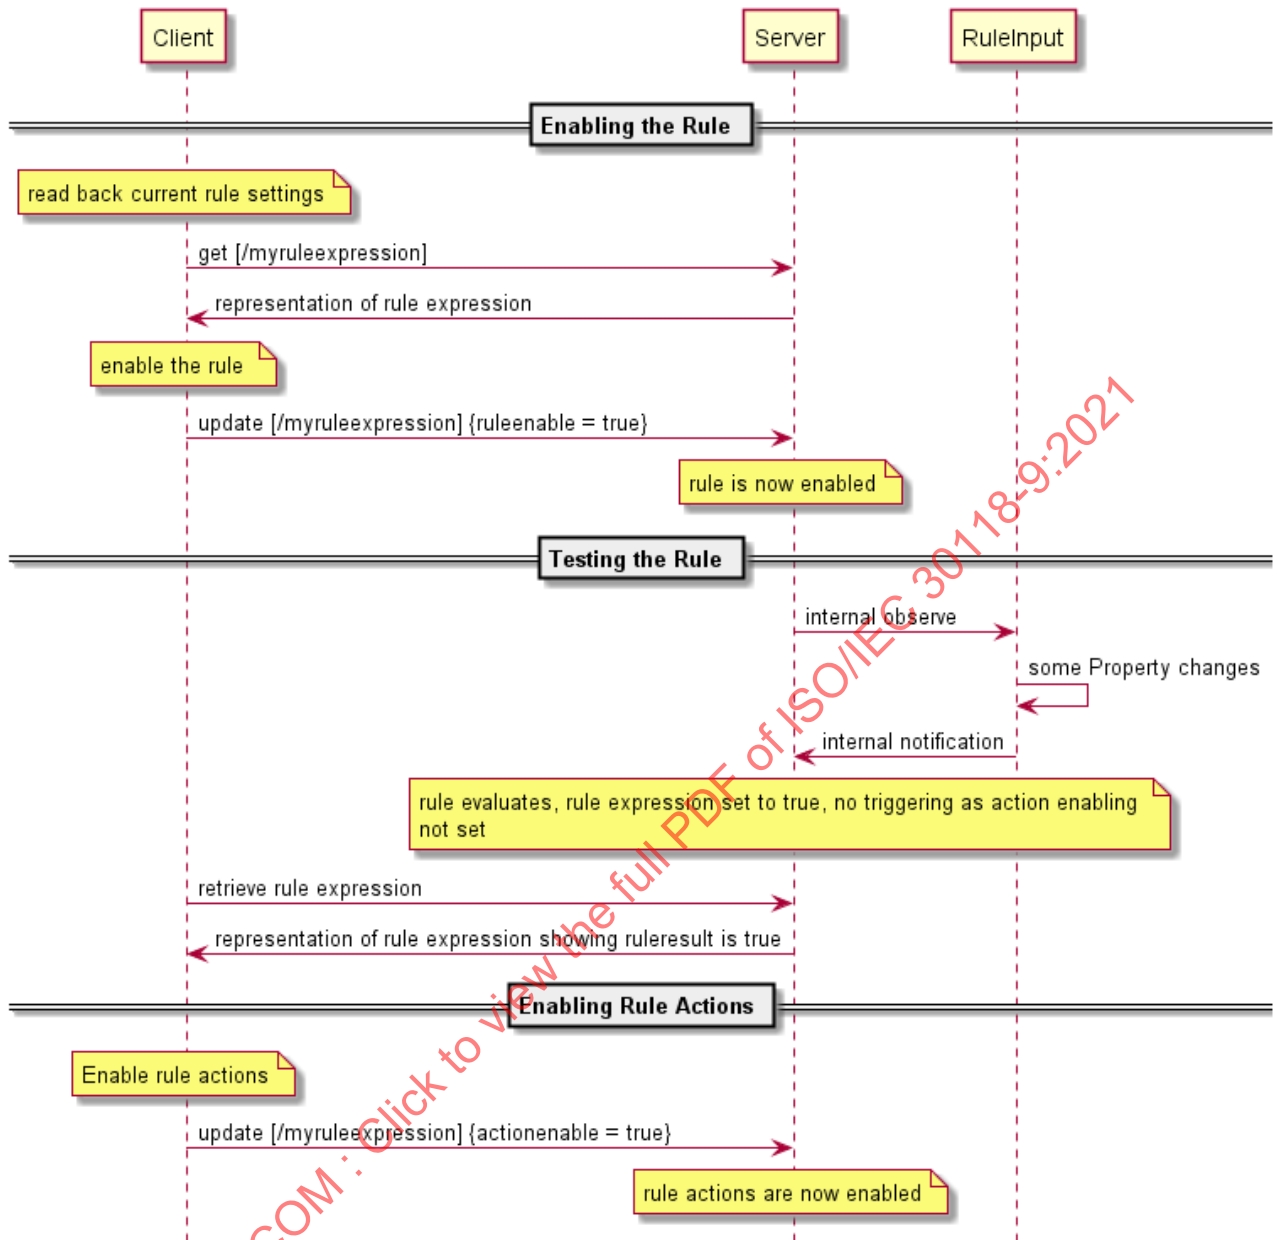 Client
Server
RuleInput
Enabling the Rule
read back current rule settings
get [/myruleexpression]
representation of rule expression
enable the rule
update [/myruleexpression] {ruleenable = true}
rule is now enabled
Testing the Rule
internal observe
some Property changes
internal notification
rule evaluates, rule expression set to true, no triggering as action enabling
not set
retrieve rule expression
representation of rule expression showing ruleresult is true
Enabling Rule Actions
Enable rule actions
update [/myruleexpression] {actionenable = true}
rule actions are now enabled
COM : Click to view the full PDF of ISO/IEC 30118-9:2021